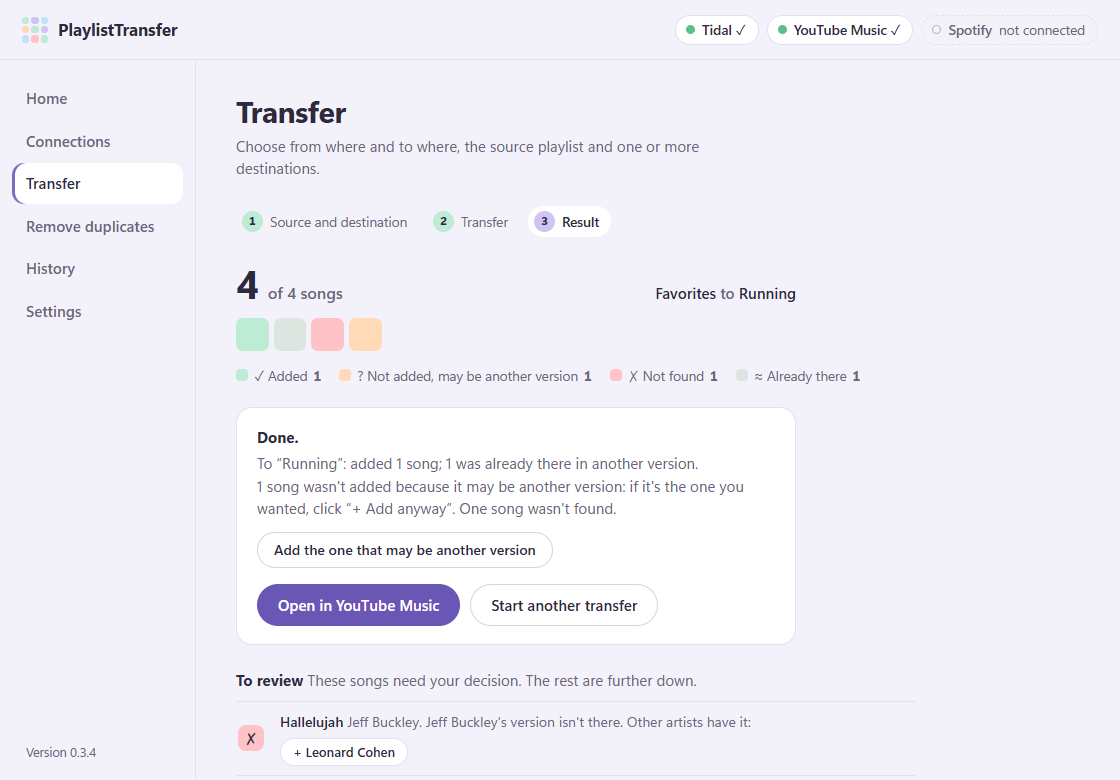 PlaylistTransfer
Tidal ✓
YouTube Music ✓
Spotify not connected
Home
Connections
Transfer
Remove duplicates
History
Settings
Version 0.3.4
Transfer
Choose from where and to where, the source playlist and one or more
destinations.
1 Source and destination
2 Transfer
3 Result
4 of 4 songs
Favorites to Running
✓ Added 1
? Not added, may be another version 1
✗ Not found 1
≈ Already there 1
Done.
To “Running”: added 1 song; 1 was already there in another version.
1 song wasn't added because it may be another version: if it's the one you
wanted, click “+ Add anyway”. One song wasn't found.
Add the one that may be another version
Open in YouTube Music
Start another transfer
To review These songs need your decision. The rest are further down.
✗
Hallelujah Jeff Buckley. Jeff Buckley's version isn't there. Other artists have it:
+ Leonard Cohen